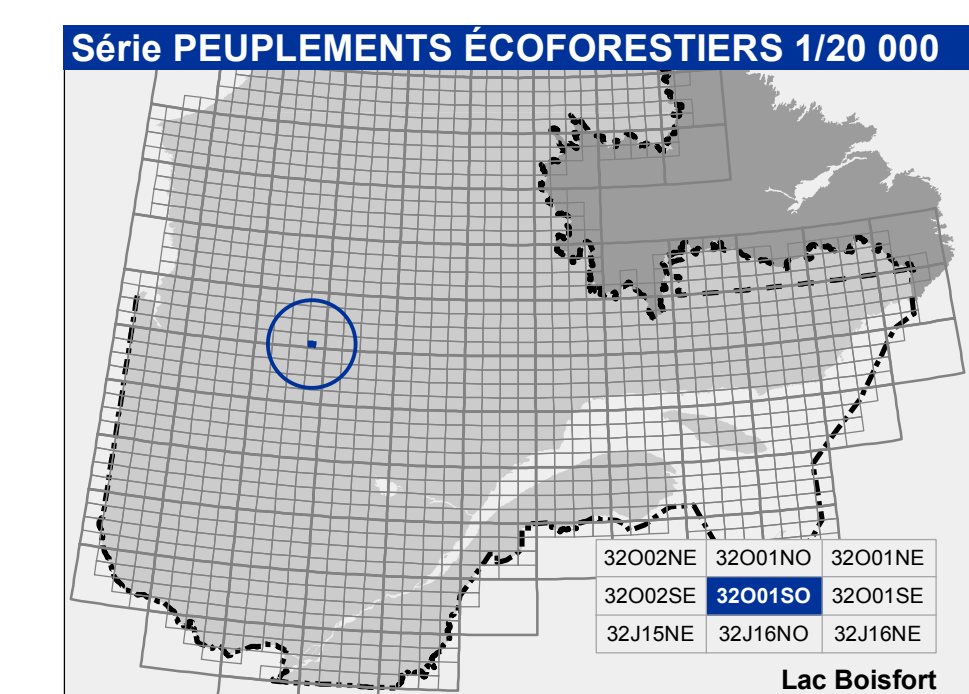 Série PEUPLEMENTS ÉCOFORESTIERS 1/20 000
32O02NE 32O01NO 32O01NE
32O02SE 32O01SO 32O01SE
32J15NE 32J16NO 32J16NE
Lac Boisfort